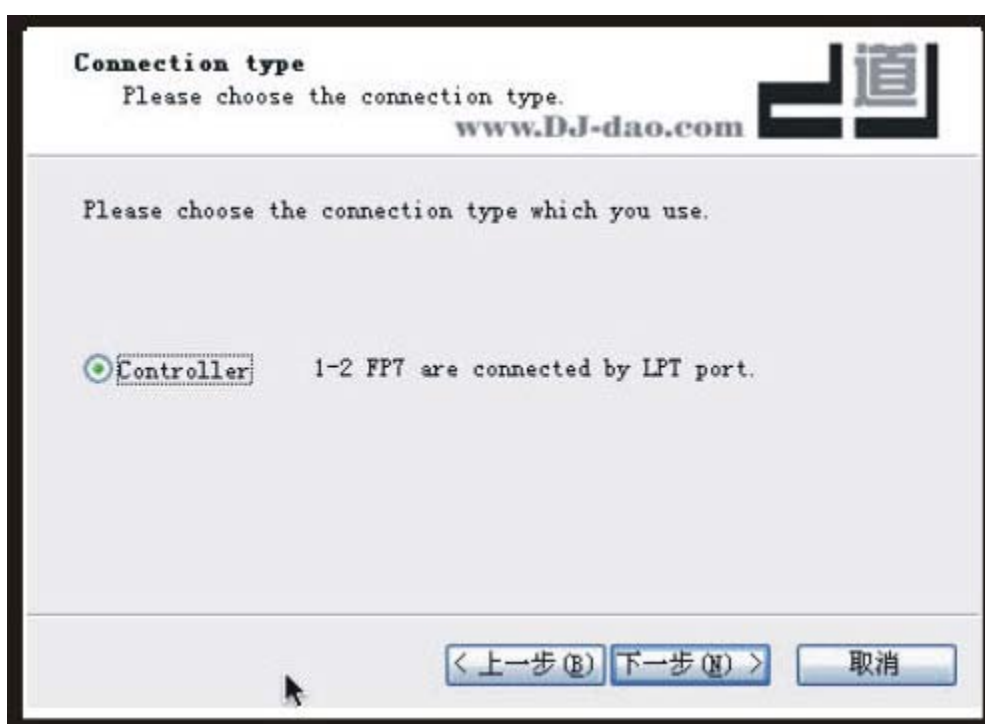 Connection type
Please choose the connection type.
www.DJ-dao.com
道
Please choose the connection type which you use.
Controller 1-2 FP7 are connected by LPT port.
< 上一步(B) 下一步(N) > 取消